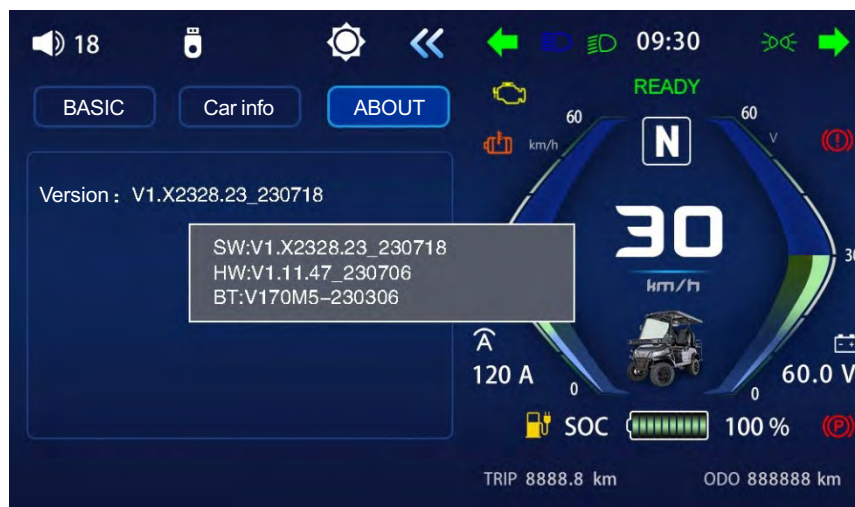 18
09:30
BASIC
Car info
ABOUT
READY
60
60
km/h
N
V
Version：V1.X2328.23_230718
SW:V1.X2328.23_230718
HW:V1.11.47_230706
BT:V170M5-230306
30
30
km/h
A
120 A
0
0
60.0 V
SOC
100 %
P
TRIP 8888.8 km
ODO 888888 km